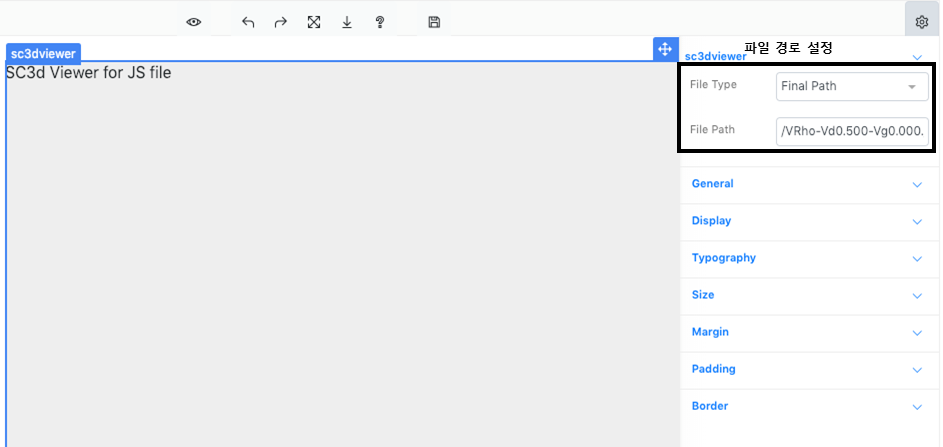 sc3dviewer
SC3d Viewer for JS file
파일 경로 설정
sc3dviewer
File Type
Final Path
File Path
/VRho-Vd0.500-Vg0.000.
General
Display
Typography
Size
Margin
Padding
Border